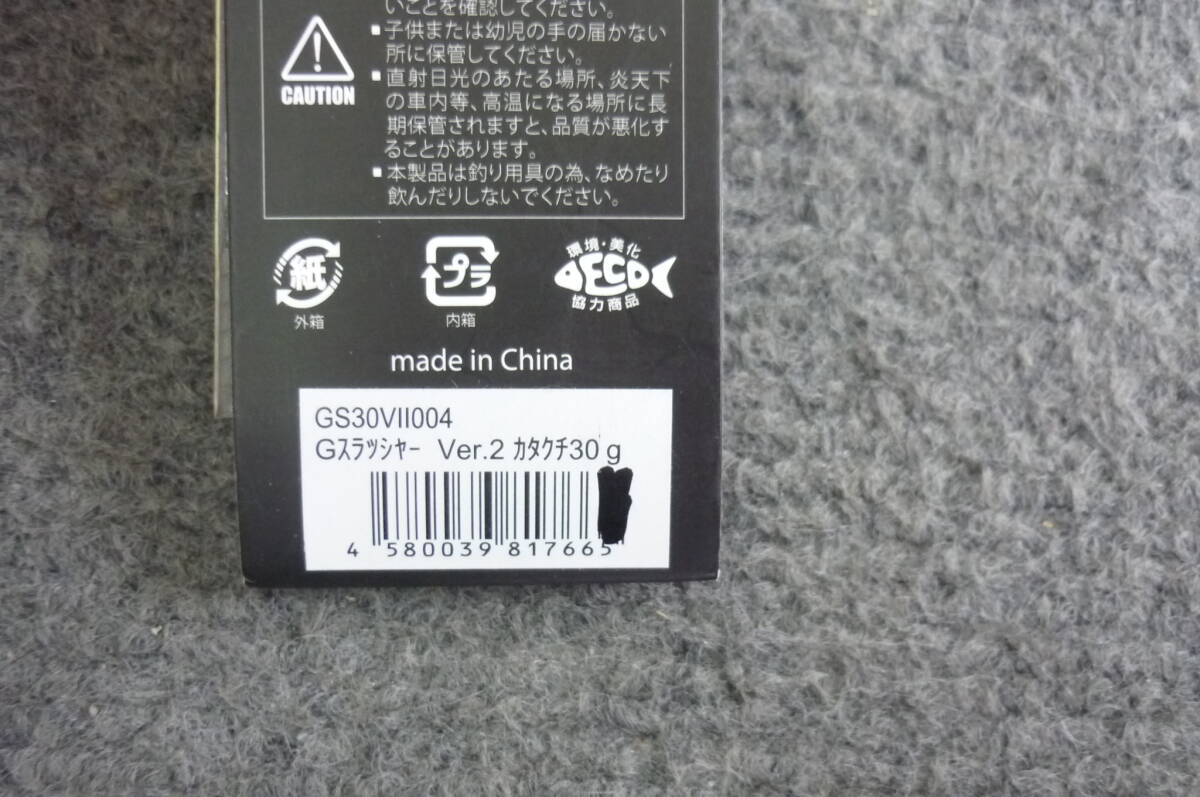 いことを確認してください。
■子供または幼児の手の届かない
所に保管してください。
■直射日光のあたる場所、炎天下
の車内等、高温になる場所に長
期保管されますと、品質が悪化す
ることがあります。
■本製品は釣り用具の為、なめたり
飲んだりしないでください。
CAUTION
紙
外箱
プラ
内箱
環境・美化
ECO
協力商品
made in China
GS30VII004
Gｽﾗﾂｼﾔｰ Ver.2 ｶﾀｸﾁ30g
4 580039 817665